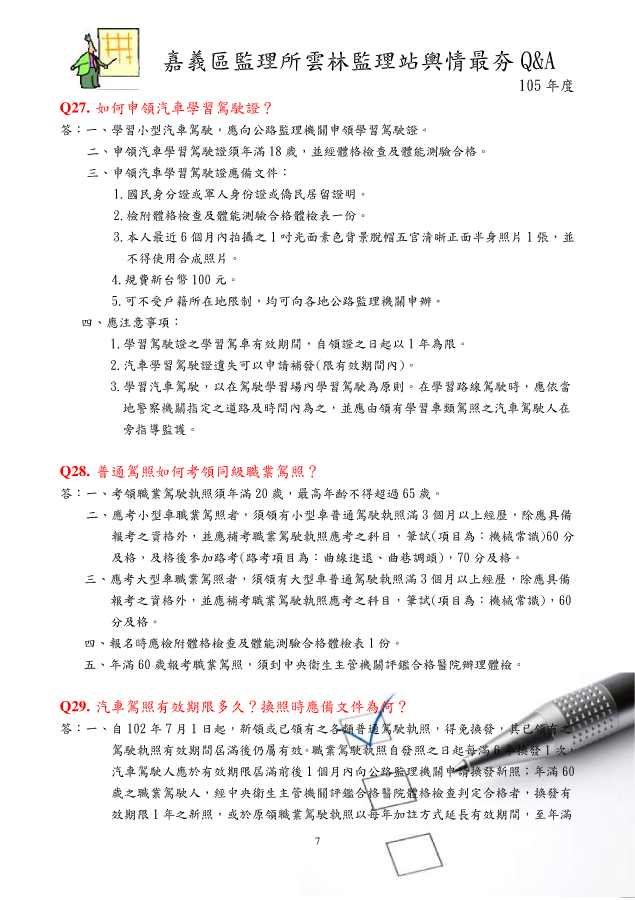 嘉義區監理所雲林監理站輿情最夯 Q&A
105 年度
Q27. 如何申領汽車學習駕駛證？
答：一、學習小型汽車駕駛，應向公路監理機關申領學習駕駛證。
二、申領汽車學習駕駛證須年滿 18 歲，並經體格檢查及體能測驗合格。
三、申領汽車學習駕駛證應備文件：
1.國民身分證或軍人身份證或僑民居留證明。
2.檢附體格檢查及體能測驗合格體檢表一份。
3.本人最近 6 個月內拍攝之 1 吋光面素色背景脫帽五官清晰正面半身照片 1 張，並
不得使用合成照片。
4.規費新台幣 100 元。
5.可不受戶籍所在地限制，均可向各地公路監理機關申辦。
四、應注意事項：
1.學習駕駛證之學習駕車有效期間，自領證之日起以 1 年為限。
2.汽車學習駕駛證遺失可以申請補發(限有效期間內)。
3.學習汽車駕駛，以在駕駛學習場內學習駕駛為原則。在學習路線駕駛時，應依當
地警察機關指定之道路及時間內為之，並應由領有學習車類駕照之汽車駕駛人在
旁指導監護。
Q28. 普通駕照如何考領同級職業駕照？
答：一、考領職業駕駛執照須年滿 20 歲，最高年齡不得超過 65 歲。
二、應考小型車職業駕照者，須領有小型車普通駕駛執照滿 3 個月以上經歷，除應具備
報考之資格外，並應補考職業駕駛執照應考之科目，筆試(項目為：機械常識)60 分
及格，及格後參加路考(路考項目為：曲線進退、曲巷調頭)，70 分及格。
三、應考大型車職業駕照者，須領有大型車普通駕駛執照滿 3 個月以上經歷，除應具備
報考之資格外，並應補考職業駕駛執照應考之科目，筆試(項目為：機械常識)，60
分及格。
四、報名時應檢附體格檢查及體能測驗合格體檢表 1 份。
五、年滿 60 歲報考職業駕照，須到中央衛生主管機關評鑑合格醫院辦理體檢。
Q29. 汽車駕照有效期限多久？換照時應備文件為何？
答：一、自 102 年 7 月 1 日起，新領或已領有之各類普通駕駛執照，得免換發，其已領有之
駕駛執照有效期間屆滿後仍屬有效。職業駕駛執照自發照之日起每滿 6 年換發 1 次，
汽車駕駛人應於有效期限屆滿前後 1 個月內向公路監理機關申請換發新照；年滿 60
歲之職業駕駛人，經中央衛生主管機關評鑑合格醫院體格檢查判定合格者，換發有
效期限 1 年之新照，或於原領職業駕駛執照以每年加註方式延長有效期間，至年滿
7